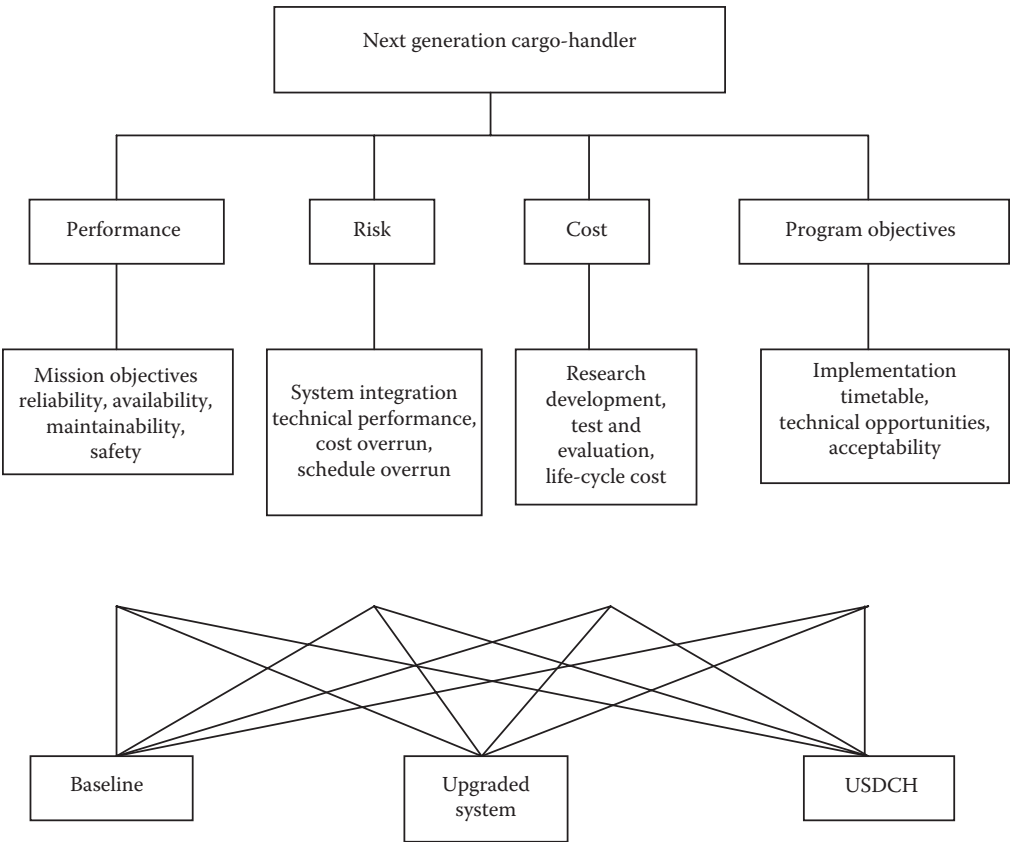 Next generation cargo-handler
Performance
Risk
Cost
Program objectives
Mission objectives
reliability, availability,
maintainability,
safety
System integration
technical performance,
cost overrun,
schedule overrun
Research
development,
test and
evaluation,
life-cycle cost
Implementation
timetable,
technical opportunities,
acceptability
Baseline
Upgraded
system
USDCH